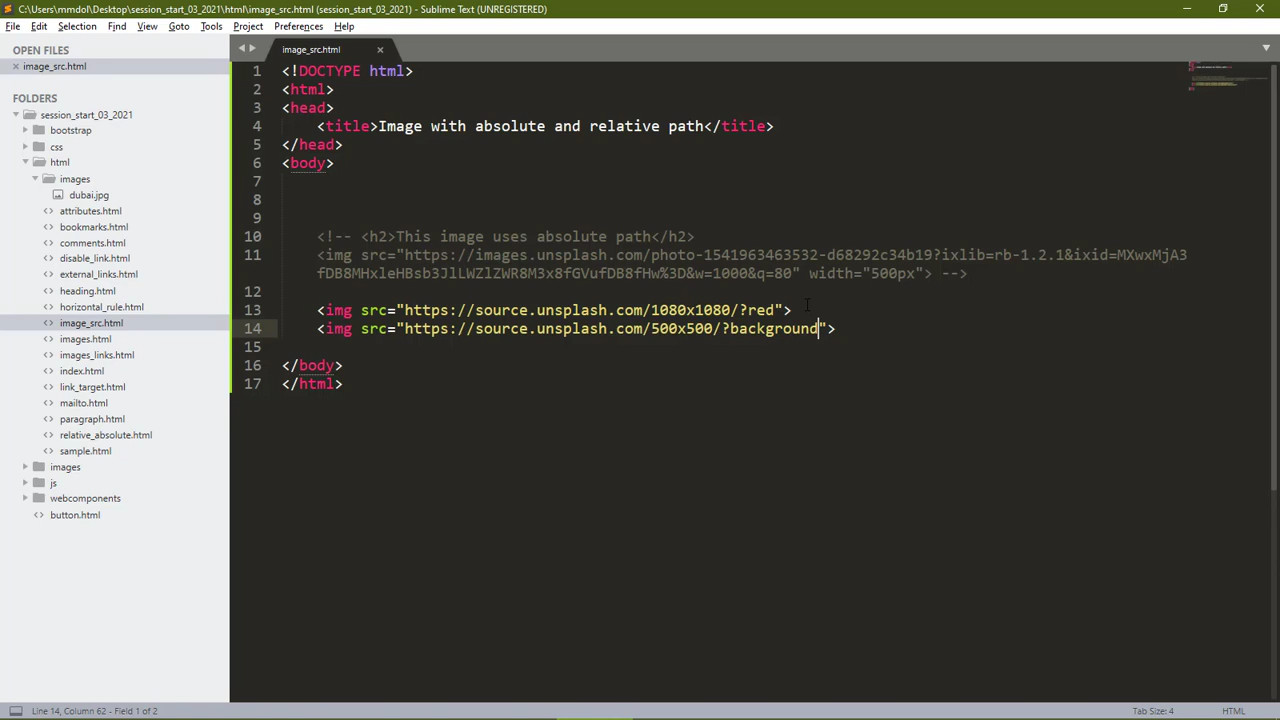 C:\Users\mmdol\Desktop\session_start_03_2021\html\image_src.html (session_start_03_2021) - Sublime Text (UNREGISTERED)
File Edit Selection Find View Goto Tools Project Preferences Help
OPEN FILES
image_src.html
FOLDERS
session_start_03_2021
bootstrap
css
html
images
dubai.jpg
attributes.html
bookmarks.html
comments.html
disable_link.html
external_links.html
heading.html
horizontal_rule.html
image_src.html
images.html
images_links.html
index.html
link_target.html
mailto.html
paragraph.html
relative_absolute.html
sample.html
images
js
webcomponents
button.html
image_src.html
1 <!DOCTYPE html>
2 <html>
3 <head>
4 <title>Image with absolute and relative path</title>
5 </head>
6 <body>
7
8
9
10 <!-- <h2>This image uses absolute path</h2>
11 <img src="https://images.unsplash.com/photo-1541963463532-d68292c34b19?ixlib=rb-1.2.1&ixid=MXwxMjA3
fDB8MHxleHBsb3JlLWZlZWR8M3x8fGVufDB8fHw%3D&w=1000&q=80" width="500px"> -->
12
13 <img src="https://source.unsplash.com/1080x1080/?red">
14 <img src="https://source.unsplash.com/500x500/?background">
15
16 </body>
17 </html>
Line 14, Column 62 - Field 1 of 2
Tab Size: 4
HTML